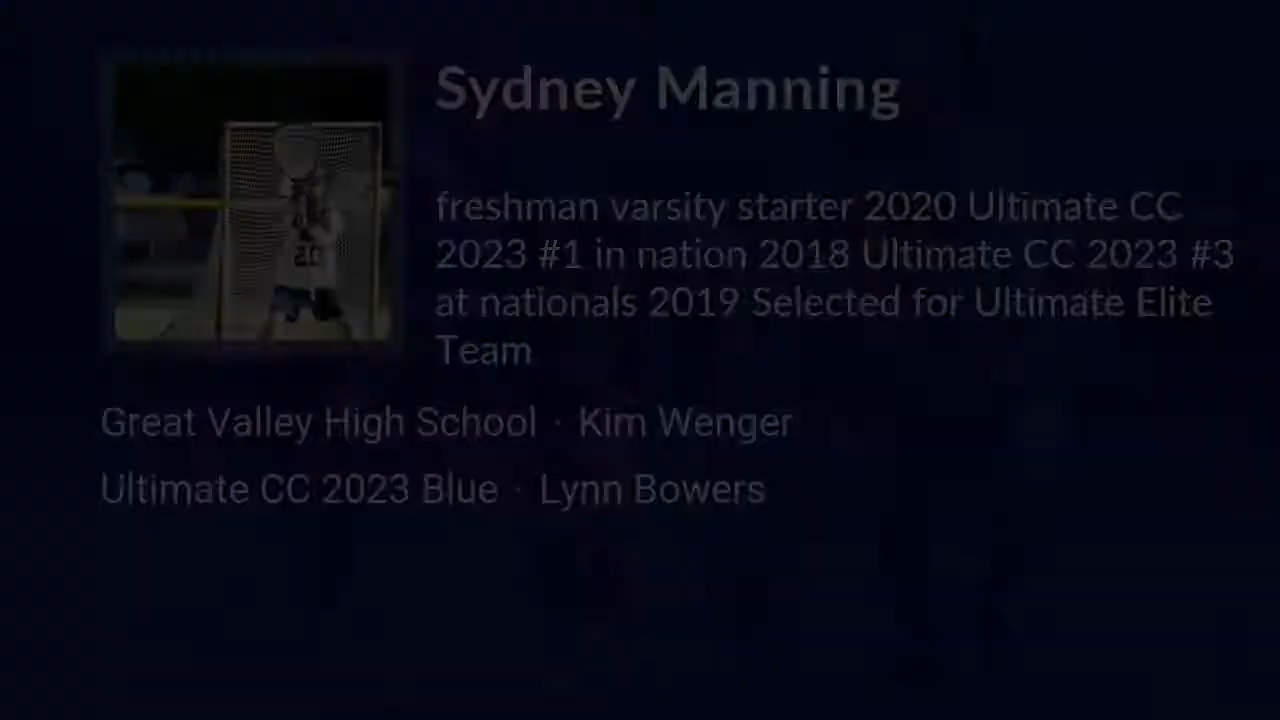 Sydney Manning
freshman varsity starter 2020 Ultimate CC
2023 #1 in nation 2018 Ultimate CC 2023 #3
at nationals 2019 Selected for Ultimate Elite
Team
20
Great Valley High School · Kim Wenger
Ultimate CC 2023 Blue · Lynn Bowers